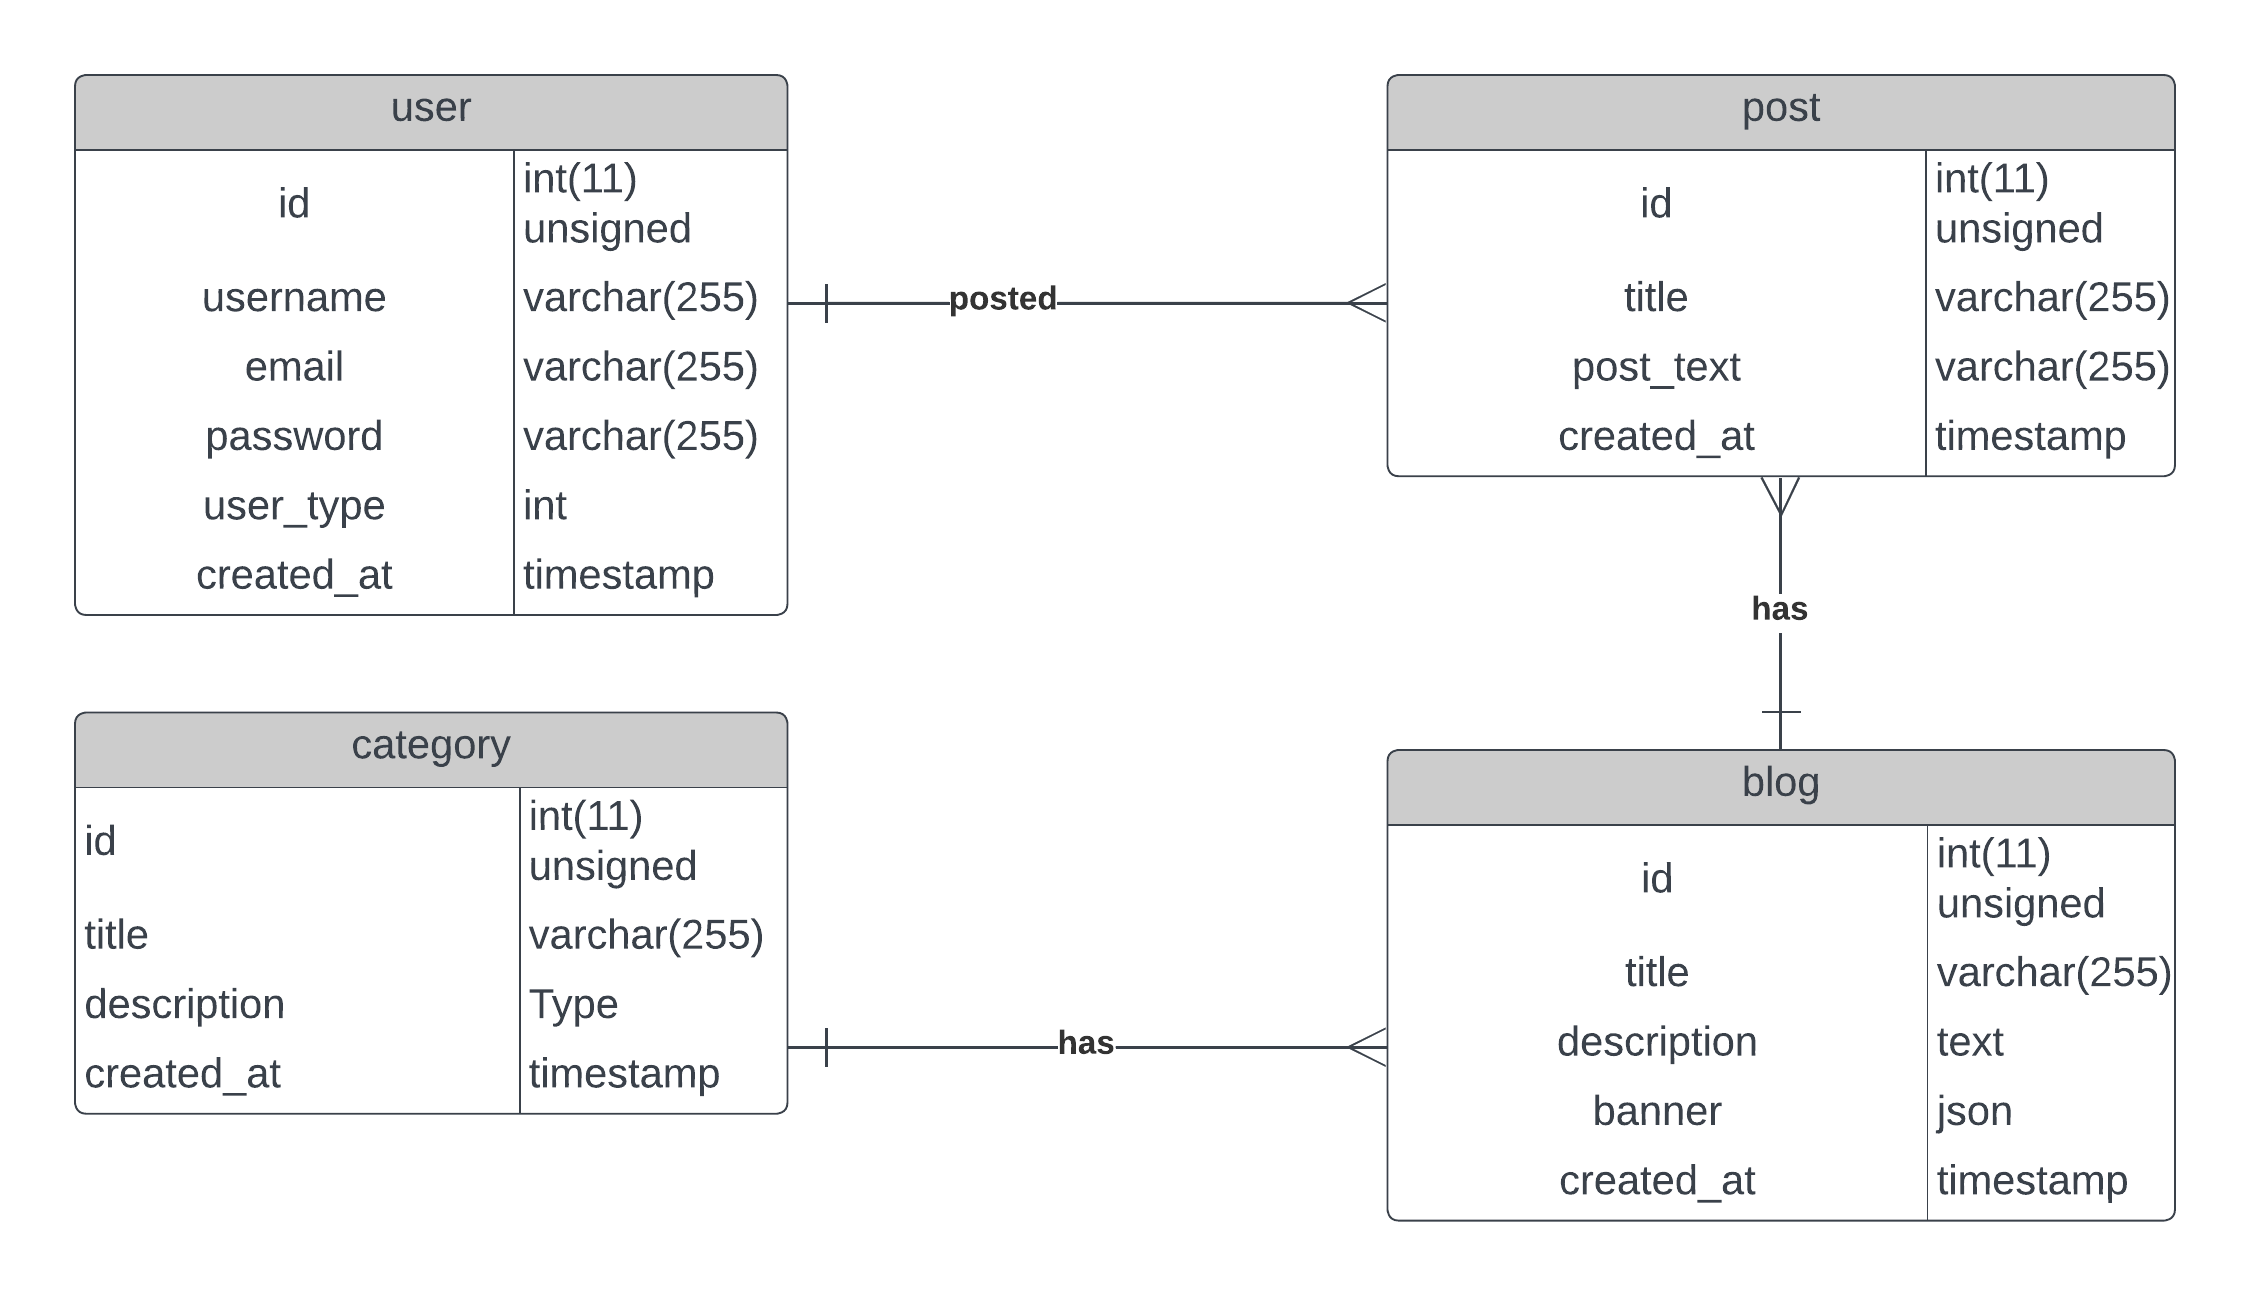 user
id
int(11)
unsigned
username
varchar(255)
email
varchar(255)
password
varchar(255)
user_type
int
created_at
timestamp
posted
post
id
int(11)
unsigned
title
varchar(255)
post_text
varchar(255)
created_at
timestamp
has
category
id
int(11)
unsigned
title
varchar(255)
description
Type
created_at
timestamp
has
blog
id
int(11)
unsigned
title
varchar(255)
description
text
banner
json
created_at
timestamp